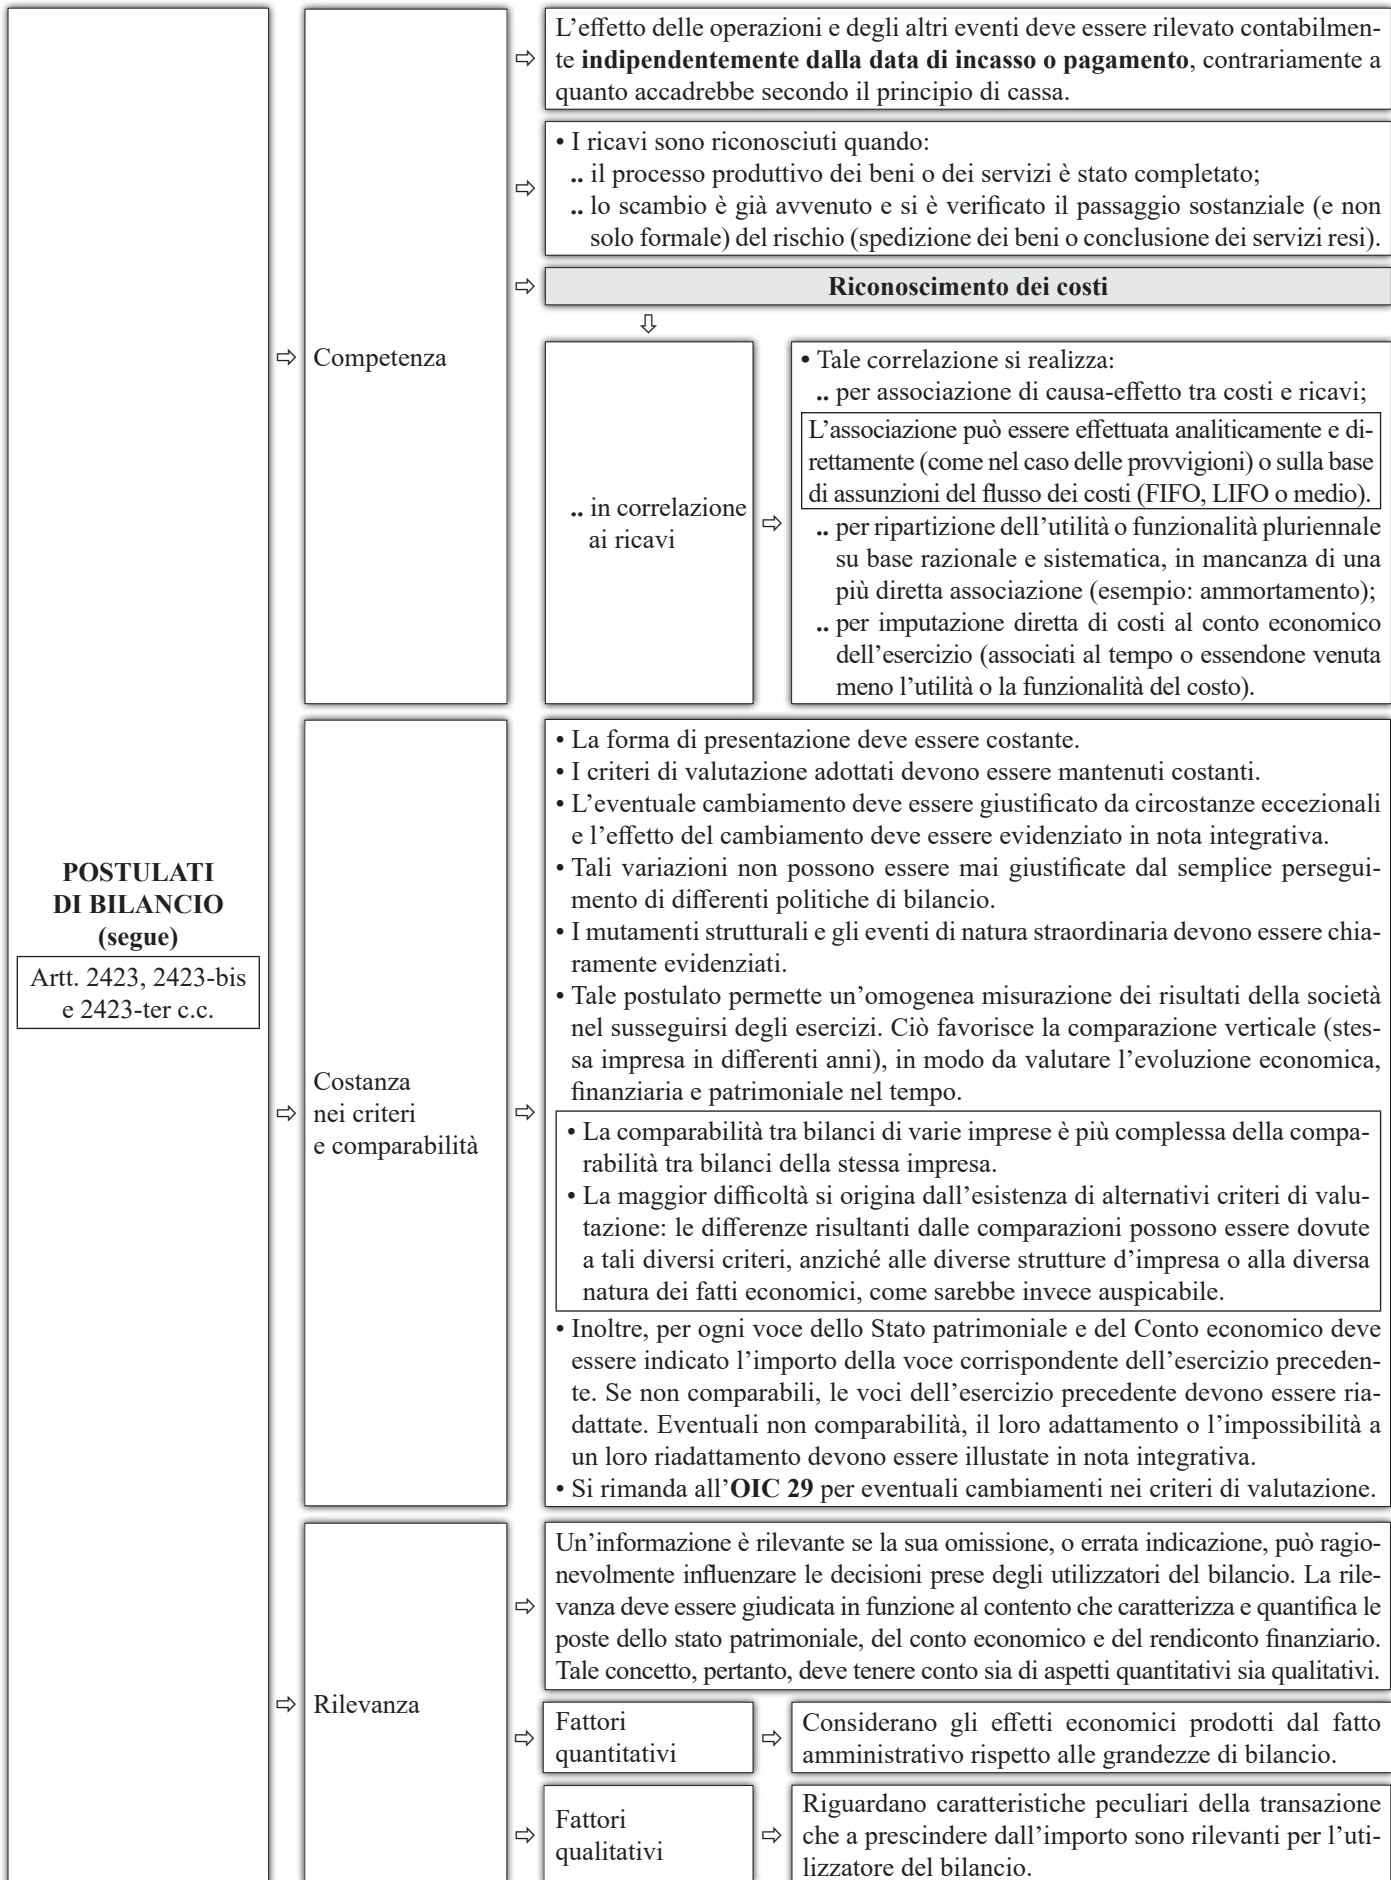 POSTULATI
DI BILANCIO
(segue)
Artt. 2423, 2423-bis
e 2423-ter c.c.
⇨
Competenza
⇨
L’effetto delle operazioni e degli altri eventi deve essere rilevato contabilmen-
te indipendentemente dalla data di incasso o pagamento, contrariamente a
quanto accadrebbe secondo il principio di cassa.
⇨
• I ricavi sono riconosciuti quando:
.. il processo produttivo dei beni o dei servizi è stato completato;
.. lo scambio è già avvenuto e si è verificato il passaggio sostanziale (e non
solo formale) del rischio (spedizione dei beni o conclusione dei servizi resi).
⇨
Riconoscimento dei costi
⇩
.. in correlazione
ai ricavi
⇨
• Tale correlazione si realizza:
.. per associazione di causa-effetto tra costi e ricavi;
L’associazione può essere effettuata analiticamente e di-
rettamente (come nel caso delle provvigioni) o sulla base
di assunzioni del flusso dei costi (FIFO, LIFO o medio).
.. per ripartizione dell’utilità o funzionalità pluriennale
su base razionale e sistematica, in mancanza di una
più diretta associazione (esempio: ammortamento);
.. per imputazione diretta di costi al conto economico
dell’esercizio (associati al tempo o essendone venuta
meno l’utilità o la funzionalità del costo).
⇨
Costanza
nei criteri
e comparabilità
⇨
• La forma di presentazione deve essere costante.
• I criteri di valutazione adottati devono essere mantenuti costanti.
• L’eventuale cambiamento deve essere giustificato da circostanze eccezionali
e l’effetto del cambiamento deve essere evidenziato in nota integrativa.
• Tali variazioni non possono essere mai giustificate dal semplice persegui-
mento di differenti politiche di bilancio.
• I mutamenti strutturali e gli eventi di natura straordinaria devono essere chia-
ramente evidenziati.
• Tale postulato permette un’omogenea misurazione dei risultati della società
nel susseguirsi degli esercizi. Ciò favorisce la comparazione verticale (stes-
sa impresa in differenti anni), in modo da valutare l’evoluzione economica,
finanziaria e patrimoniale nel tempo.
• La comparabilità tra bilanci di varie imprese è più complessa della compa-
rabilità tra bilanci della stessa impresa.
• La maggior difficoltà si origina dall’esistenza di alternativi criteri di valu-
tazione: le differenze risultanti dalle comparazioni possono essere dovute
a tali diversi criteri, anziché alle diverse strutture d’impresa o alla diversa
natura dei fatti economici, come sarebbe invece auspicabile.
• Inoltre, per ogni voce dello Stato patrimoniale e del Conto economico deve
essere indicato l’importo della voce corrispondente dell’esercizio preceden-
te. Se non comparabili, le voci dell’esercizio precedente devono essere ria-
dattate. Eventuali non comparabilità, il loro adattamento o l’impossibilità a
un loro riadattamento devono essere illustate in nota integrativa.
• Si rimanda all’OIC 29 per eventuali cambiamenti nei criteri di valutazione.
⇨
Rilevanza
⇨
Un’informazione è rilevante se la sua omissione, o errata indicazione, può ragio-
nevolmente influenzare le decisioni prese degli utilizzatori del bilancio. La rile-
vanza deve essere giudicata in funzione al contento che caratterizza e quantifica le
poste dello stato patrimoniale, del conto economico e del rendiconto finanziario.
Tale concetto, pertanto, deve tenere conto sia di aspetti quantitativi sia qualitativi.
⇨
Fattori
quantitativi
⇨
Considerano gli effetti economici prodotti dal fatto
amministrativo rispetto alle grandezze di bilancio.
⇨
Fattori
qualitativi
⇨
Riguardano caratteristiche peculiari della transazione
che a prescindere dall’importo sono rilevanti per l’uti-
lizzatore del bilancio.